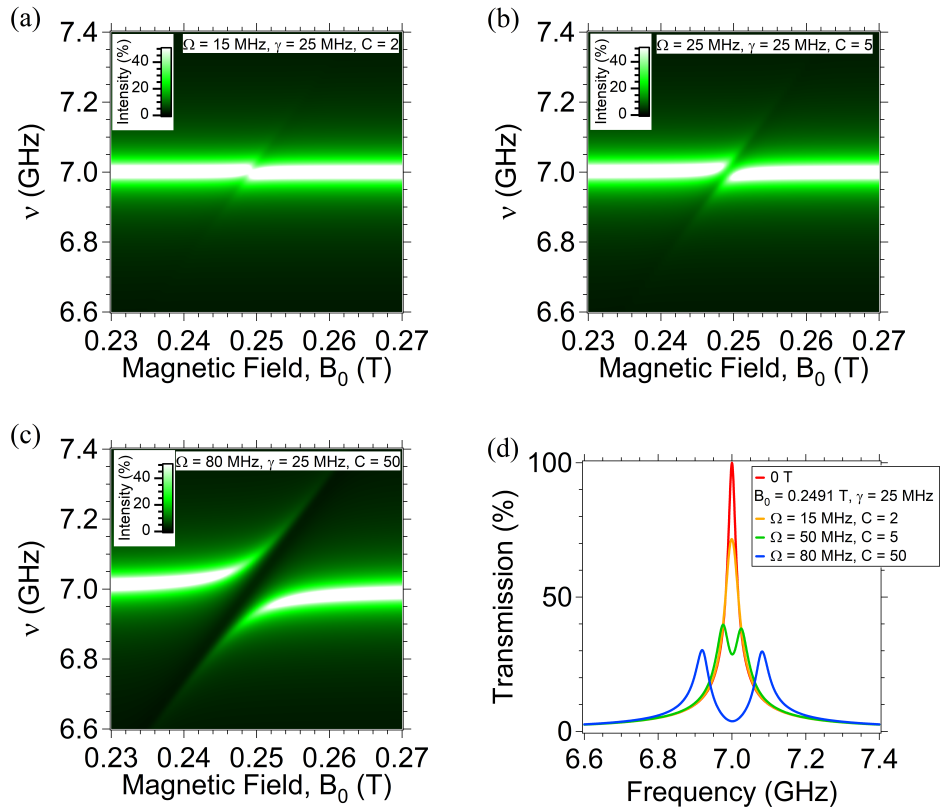 (a)
Ω = 15 MHz, γ = 25 MHz, C = 2
Intensity (%)
40
20
0
7.4
7.2
7.0
6.8
6.6
ν (GHz)
0.23 0.24 0.25 0.26 0.27
Magnetic Field, B₀ (T)
(b)
Ω = 25 MHz, γ = 25 MHz, C = 5
Intensity (%)
40
20
0
7.4
7.2
7.0
6.8
6.6
ν (GHz)
0.23 0.24 0.25 0.26 0.27
Magnetic Field, B₀ (T)
(c)
Ω = 80 MHz, γ = 25 MHz, C = 50
Intensity (%)
40
20
0
7.4
7.2
7.0
6.8
6.6
ν (GHz)
0.23 0.24 0.25 0.26 0.27
Magnetic Field, B₀ (T)
(d)
0 T
B₀ = 0.2491 T, γ = 25 MHz
Ω = 15 MHz, C = 2
Ω = 50 MHz, C = 5
Ω = 80 MHz, C = 50
100
50
0
Transmission (%)
6.6 6.8 7.0 7.2 7.4
Frequency (GHz)